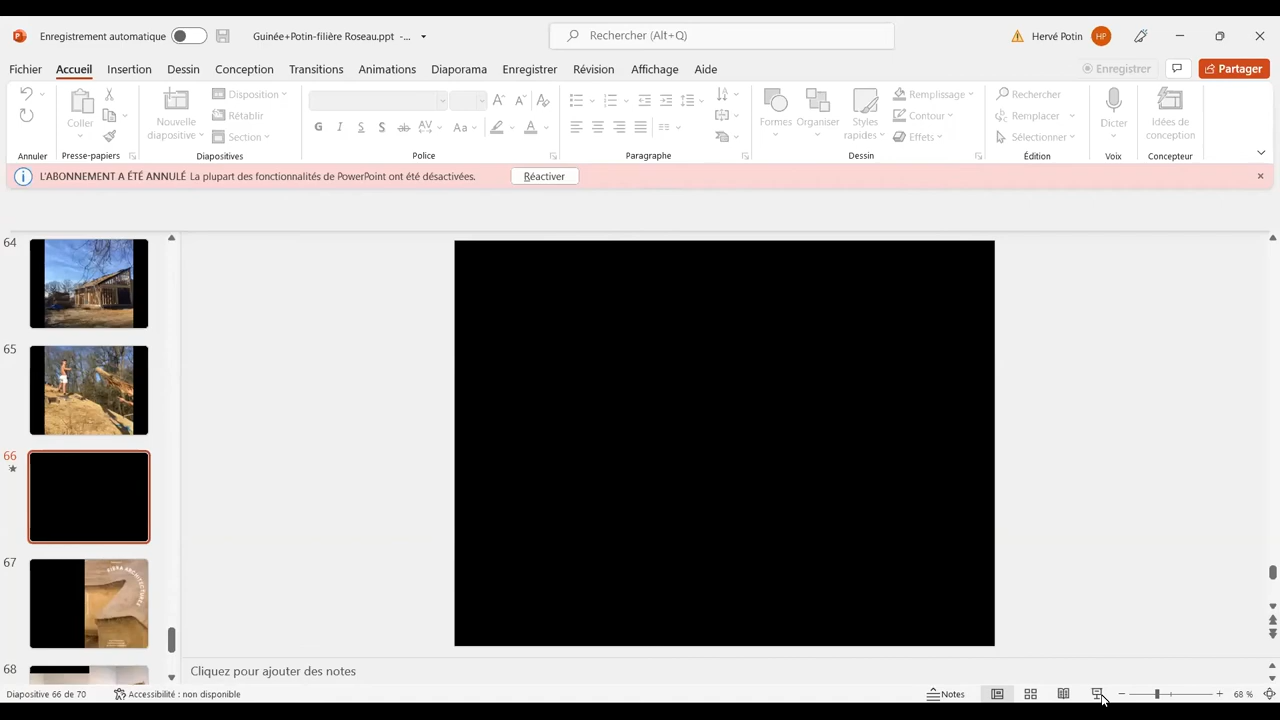 Enregistrement automatique
Guinée+Potin-filière Roseau.ppt -...
Rechercher (Alt+Q)
Hervé Potin
HP
Fichier
Accueil
Insertion
Dessin
Conception
Transitions
Animations
Diaporama
Enregistrer
Révision
Affichage
Aide
Enregistrer
Partager
Annuler
Coller
Presse-papiers
Nouvelle
diapositive
Disposition
Rétablir
Section
Diapositives
G I S S ab AV Aa A
Police
Paragraphe
Formes
Organiser
Styles
rapides
Remplissage
Contour
Effets
Dessin
Rechercher
Remplacer
Sélectionner
Édition
Dicter
Voix
Idées de
conception
Concepteur
L'ABONNEMENT A ÉTÉ ANNULÉ La plupart des fonctionnalités de PowerPoint ont été désactivées.
Réactiver
64
65
66
67
68
Cliquez pour ajouter des notes
Diapositive 66 de 70
Accessibilité : non disponible
Notes
68 %